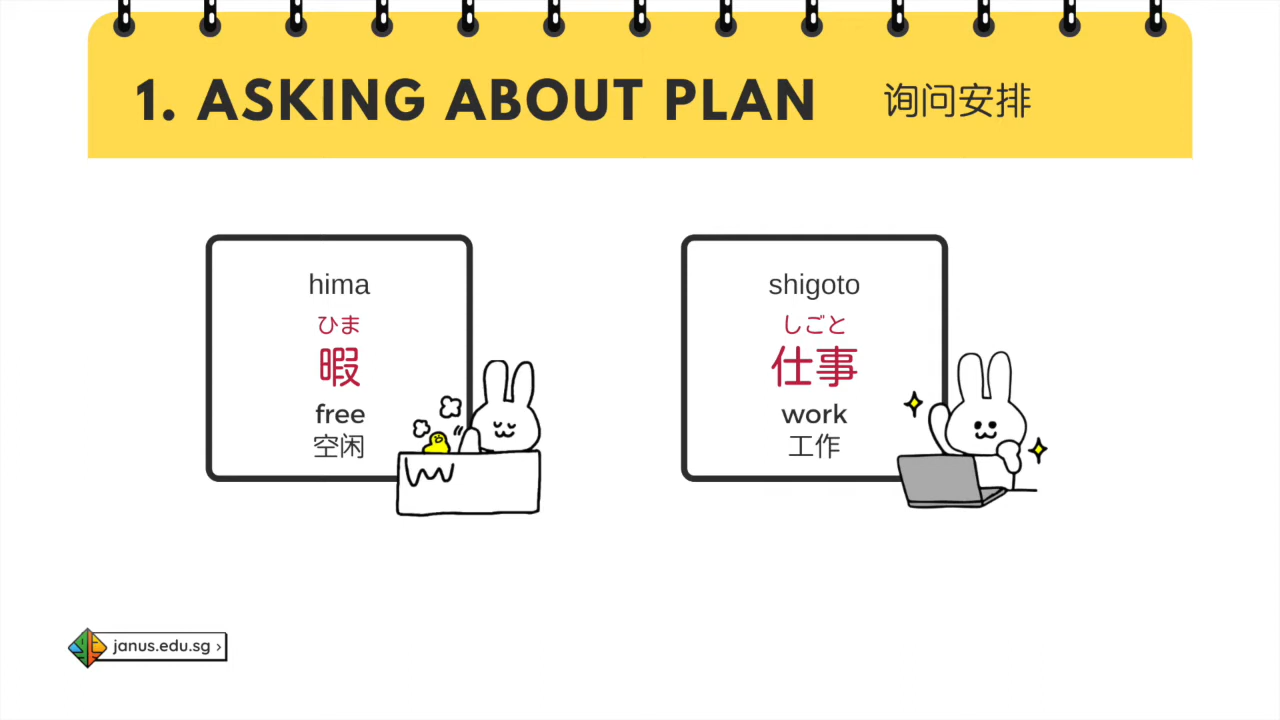 1. ASKING ABOUT PLAN 询问安排
hima
ひま
暇
free
空闲
shigoto
しごと
仕事
work
工作
janus.edu.sg ›